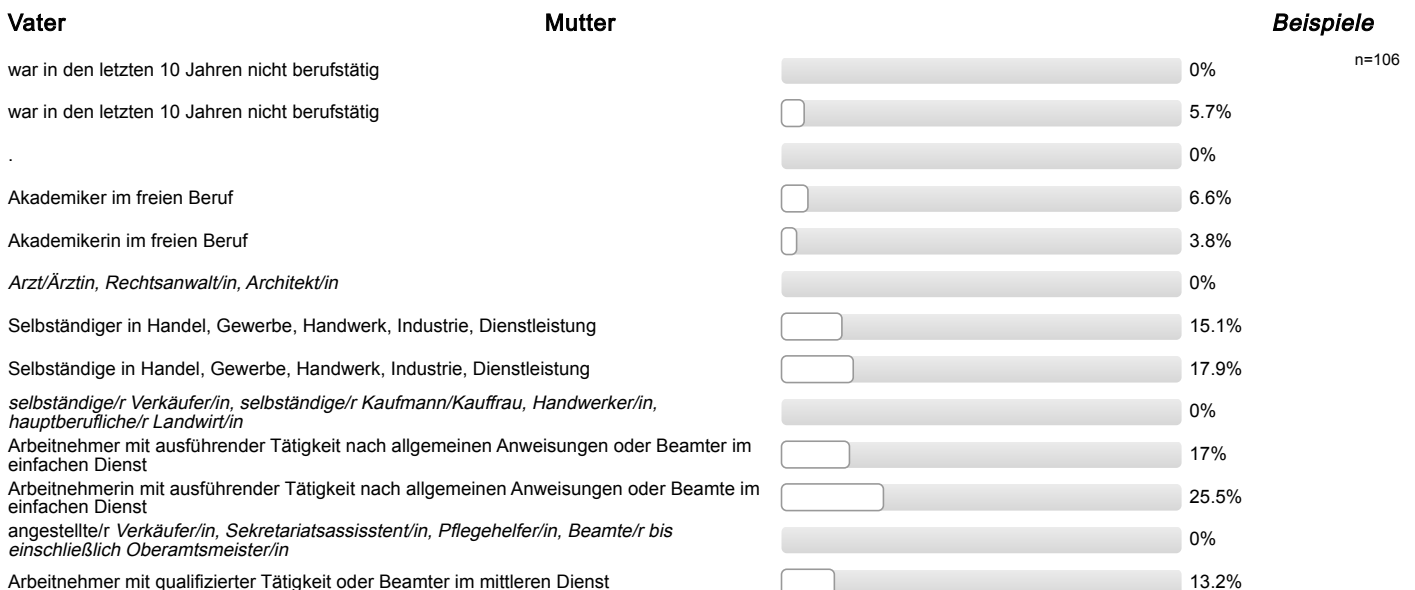 Vater Mutter Beispiele
war in den letzten 10 Jahren nicht berufstätig 0% n=106
war in den letzten 10 Jahren nicht berufstätig 5.7%
. 0%
Akademiker im freien Beruf 6.6%
Akademikerin im freien Beruf 3.8%
Arzt/Ärztin, Rechtsanwalt/in, Architekt/in 0%
Selbständiger in Handel, Gewerbe, Handwerk, Industrie, Dienstleistung 15.1%
Selbständige in Handel, Gewerbe, Handwerk, Industrie, Dienstleistung 17.9%
selbständige/r Verkäufer/in, selbständige/r Kaufmann/Kauffrau, Handwerker/in,
hauptberufliche/r Landwirt/in 0%
Arbeitnehmer mit ausführender Tätigkeit nach allgemeinen Anweisungen oder Beamter im
einfachen Dienst 17%
Arbeitnehmerin mit ausführender Tätigkeit nach allgemeinen Anweisungen oder Beamte im
einfachen Dienst 25.5%
angestellte/r Verkäufer/in, Sekretariatsassisstent/in, Pflegehelfer/in, Beamte/r bis
einschließlich Oberamtsmeister/in 0%
Arbeitnehmer mit qualifizierter Tätigkeit oder Beamter im mittleren Dienst 13.2%